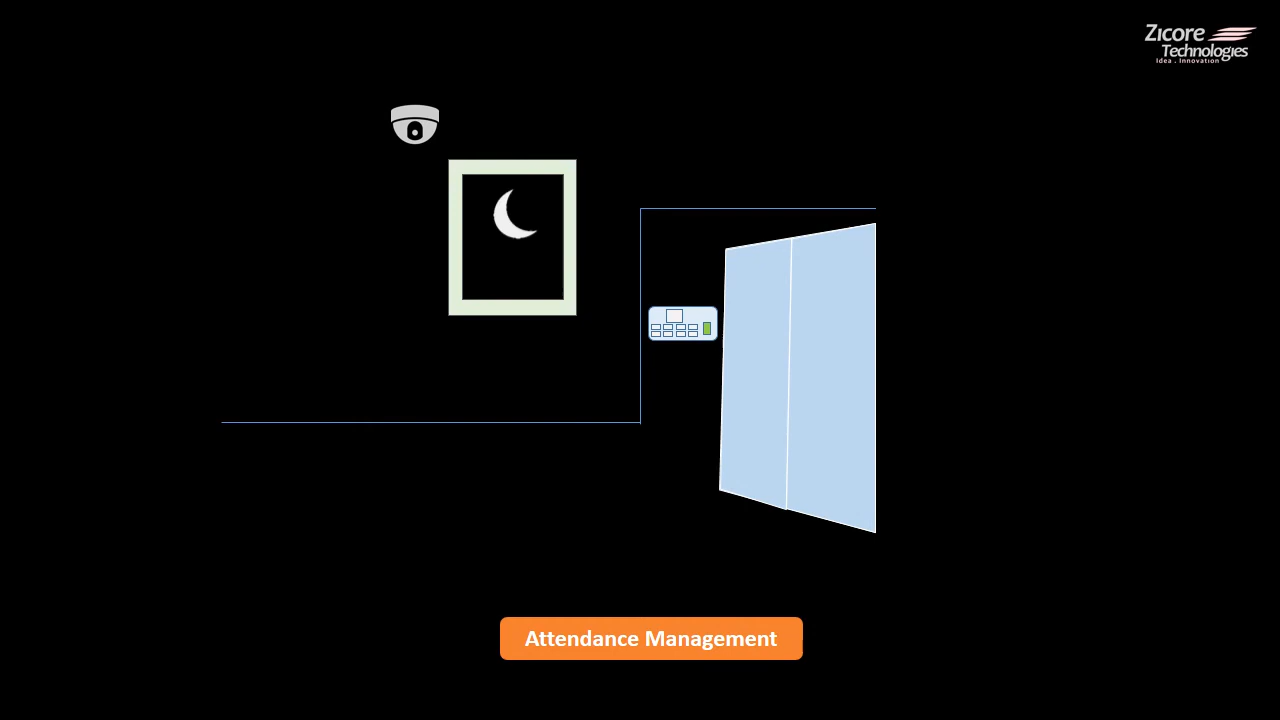 Zicore
Technologies
Idea . Innovation
Attendance Management